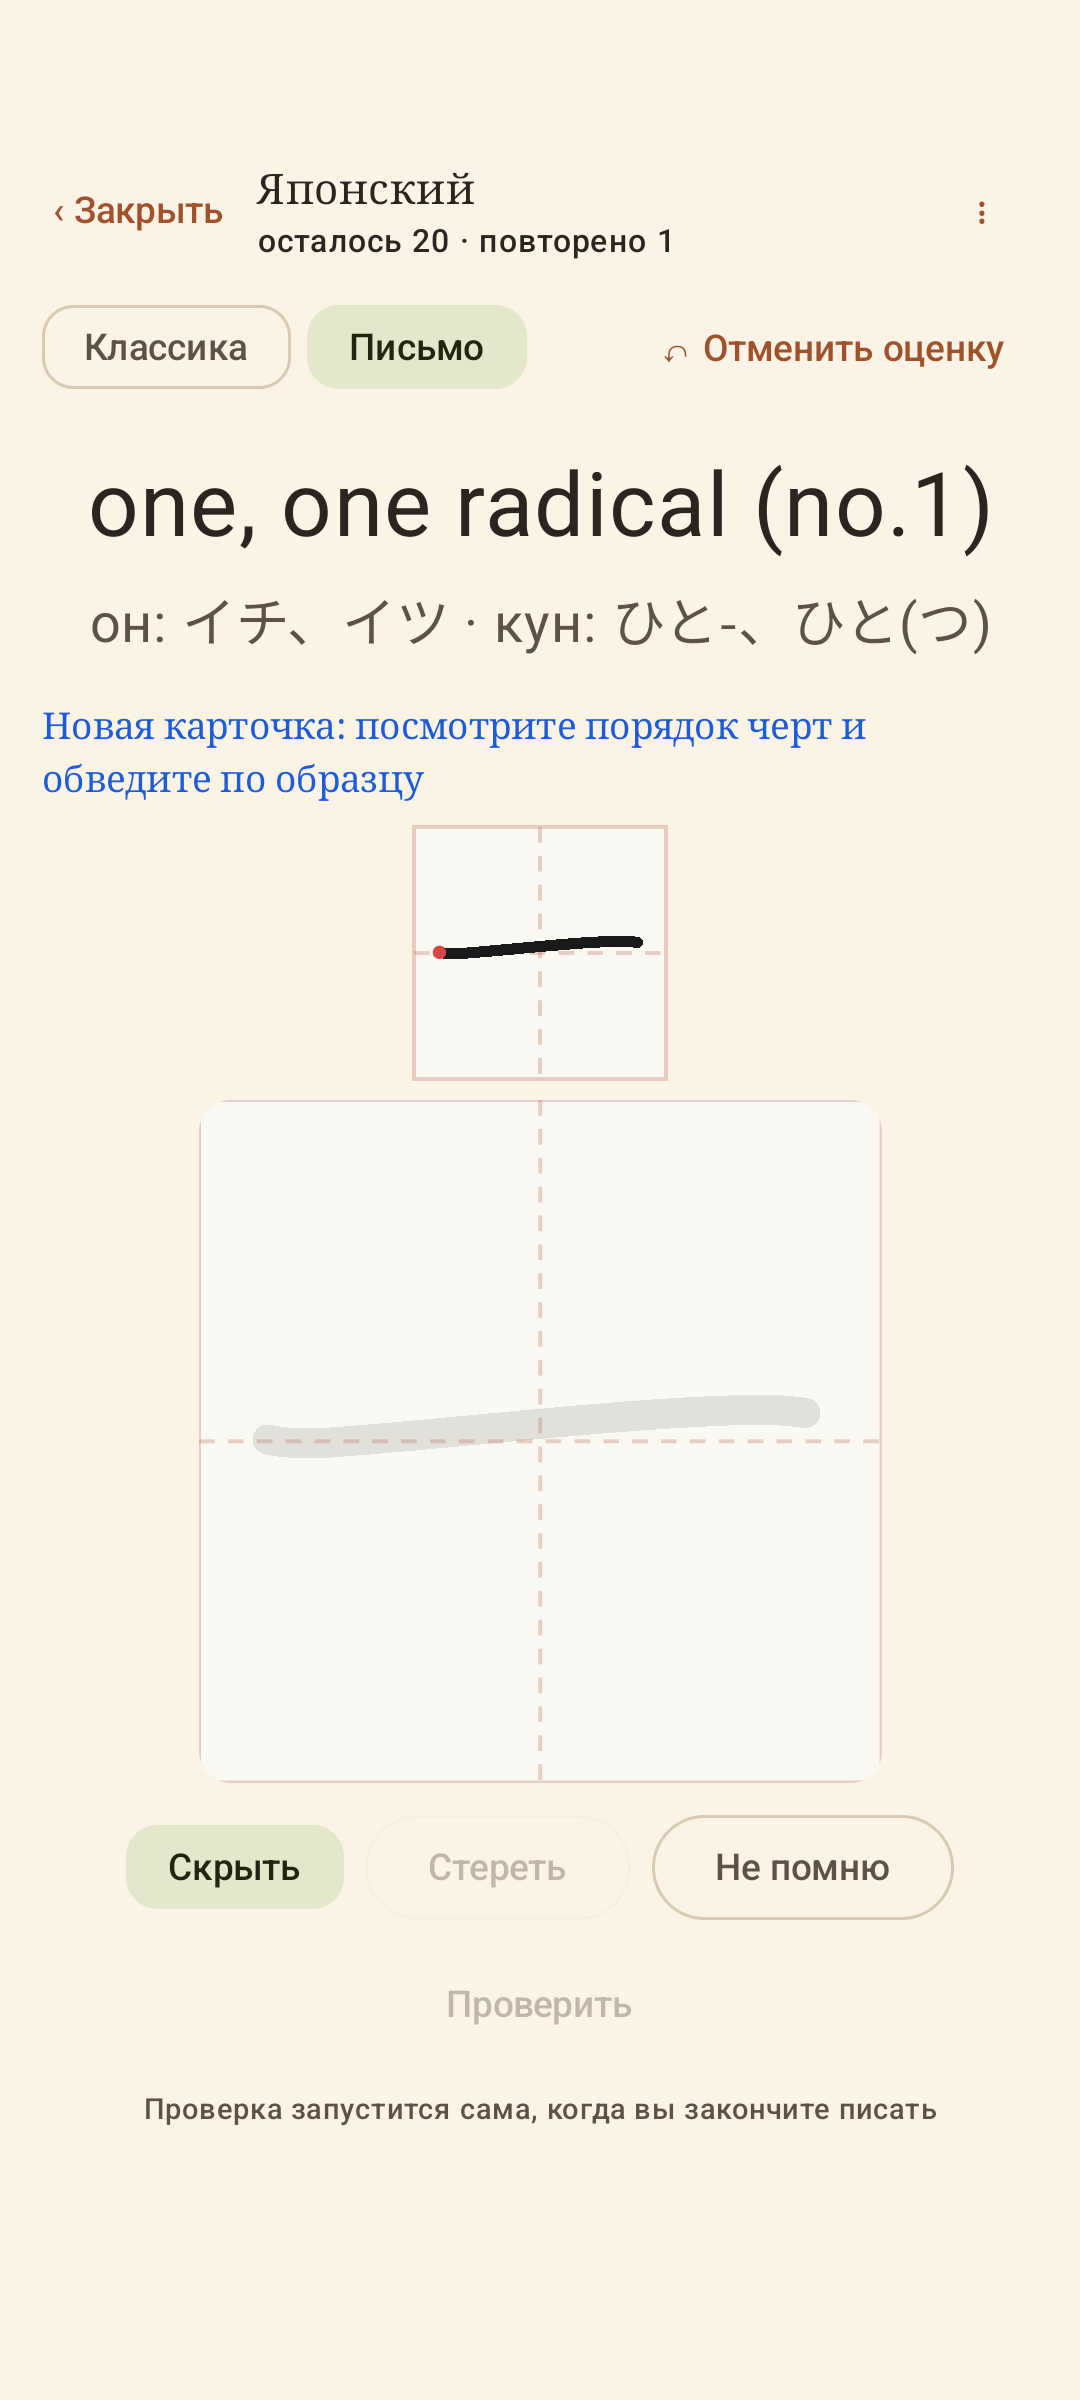 ‹ Закрыть
Японский
осталось 20 · повторено 1
Классика
Письмо
Отменить оценку
one, one radical (no.1)
он: イチ、イツ · кун: ひと-、ひと(つ)
Новая карточка: посмотрите порядок черт и
обведите по образцу
Скрыть
Стереть
Не помню
Проверить
Проверка запустится сама, когда вы закончите писать